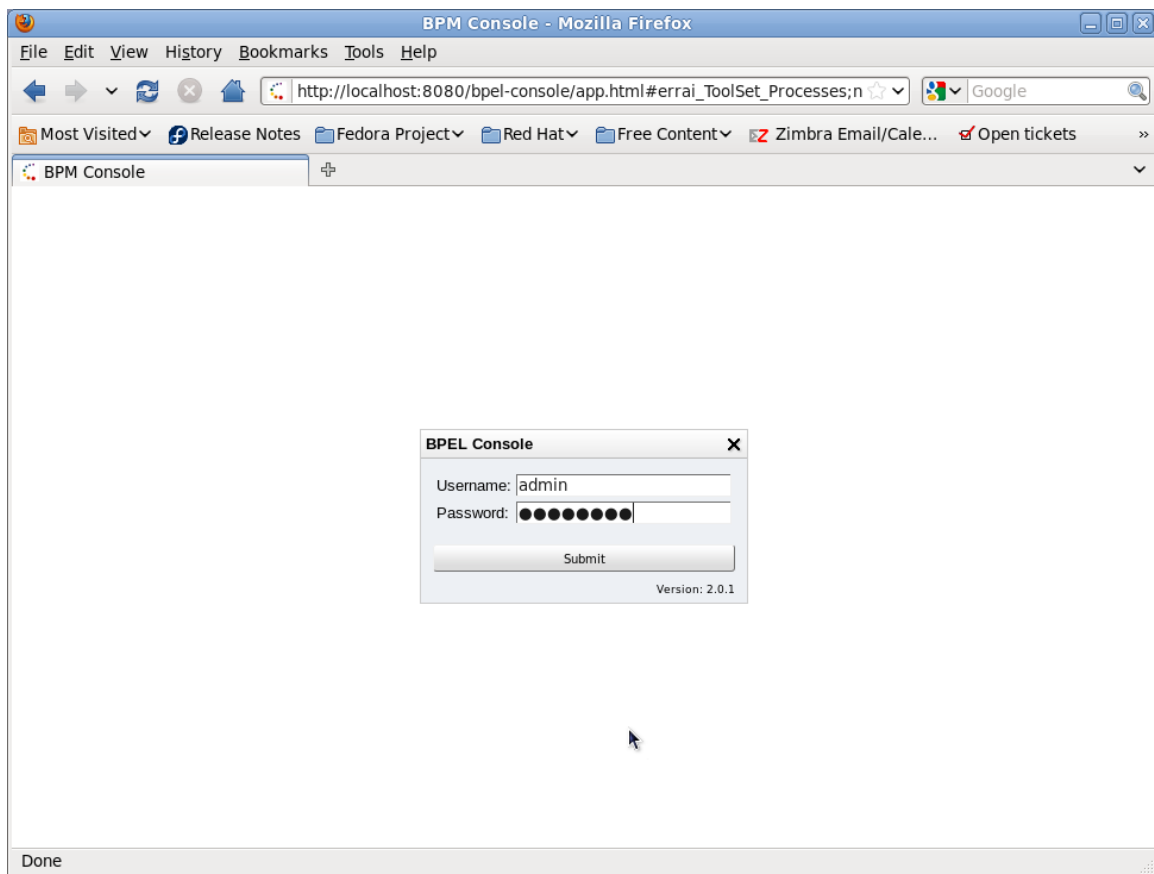 BPM Console - Mozilla Firefox
File Edit View History Bookmarks Tools Help
http://localhost:8080/bpel-console/app.html#errai_ToolSet_Processes;n Google
Most Visited Release Notes Fedora Project Red Hat Free Content Zimbra Email/Cale... Open tickets »
BPM Console
BPEL Console
Username: admin
Password: ●●●●●●●●
Submit
Version: 2.0.1
Done